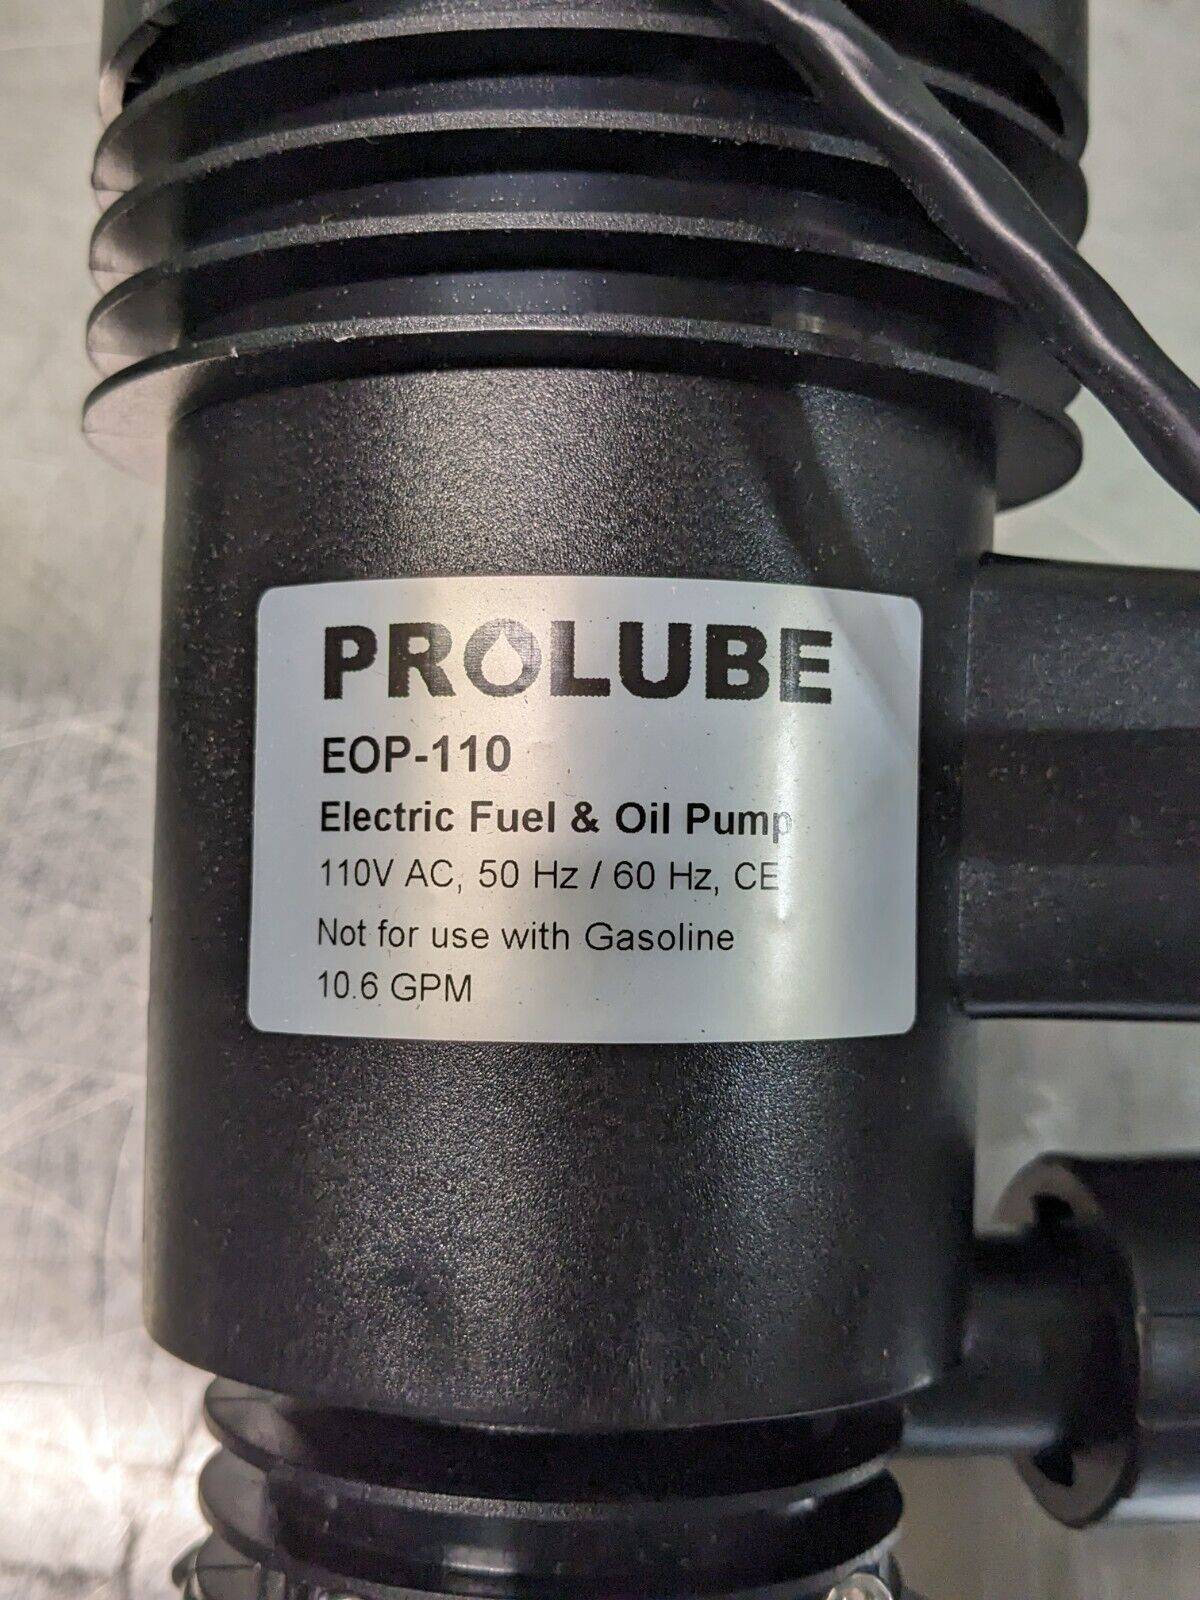 PROLUBE
EOP-110
Electric Fuel & Oil Pump
110V AC, 50 Hz / 60 Hz, CE
Not for use with Gasoline
10.6 GPM